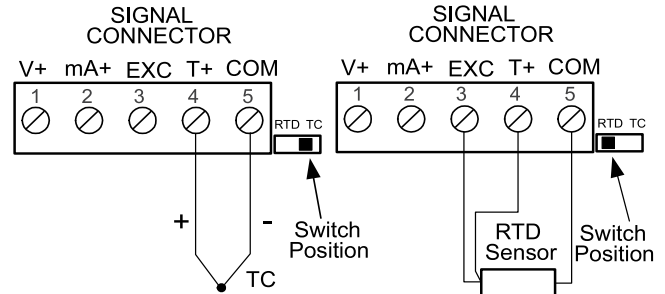 SIGNAL
CONNECTOR
V+ mA+ EXC T+ COM
1 2 3 4 5
RTD TC
+ -
Switch
Position
TC
SIGNAL
CONNECTOR
V+ mA+ EXC T+ COM
1 2 3 4 5
RTD TC
RTD
Sensor
Switch
Position